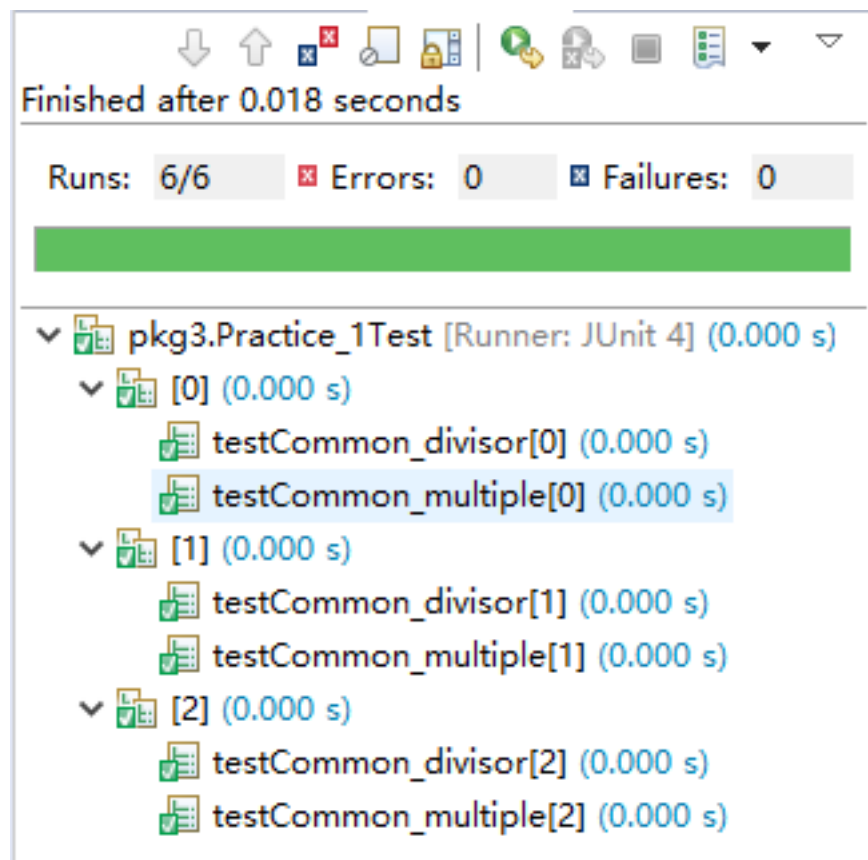 Finished after 0.018 seconds
Runs: 6/6 Errors: 0 Failures: 0
pkg3.Practice_1Test [Runner: JUnit 4] (0.000 s)
[0] (0.000 s)
testCommon_divisor[0] (0.000 s)
testCommon_multiple[0] (0.000 s)
[1] (0.000 s)
testCommon_divisor[1] (0.000 s)
testCommon_multiple[1] (0.000 s)
[2] (0.000 s)
testCommon_divisor[2] (0.000 s)
testCommon_multiple[2] (0.000 s)